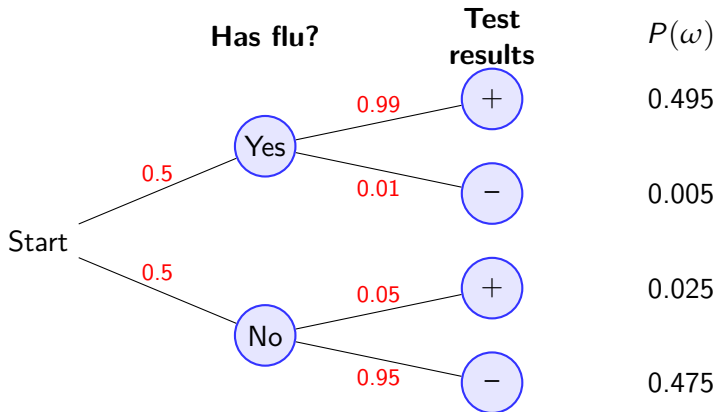 Has flu?
Test
results
P(ω)
0.99
+
0.495
Yes
0.5
0.01
−
0.005
Start
0.5
0.05
+
0.025
No
0.95
−
0.475